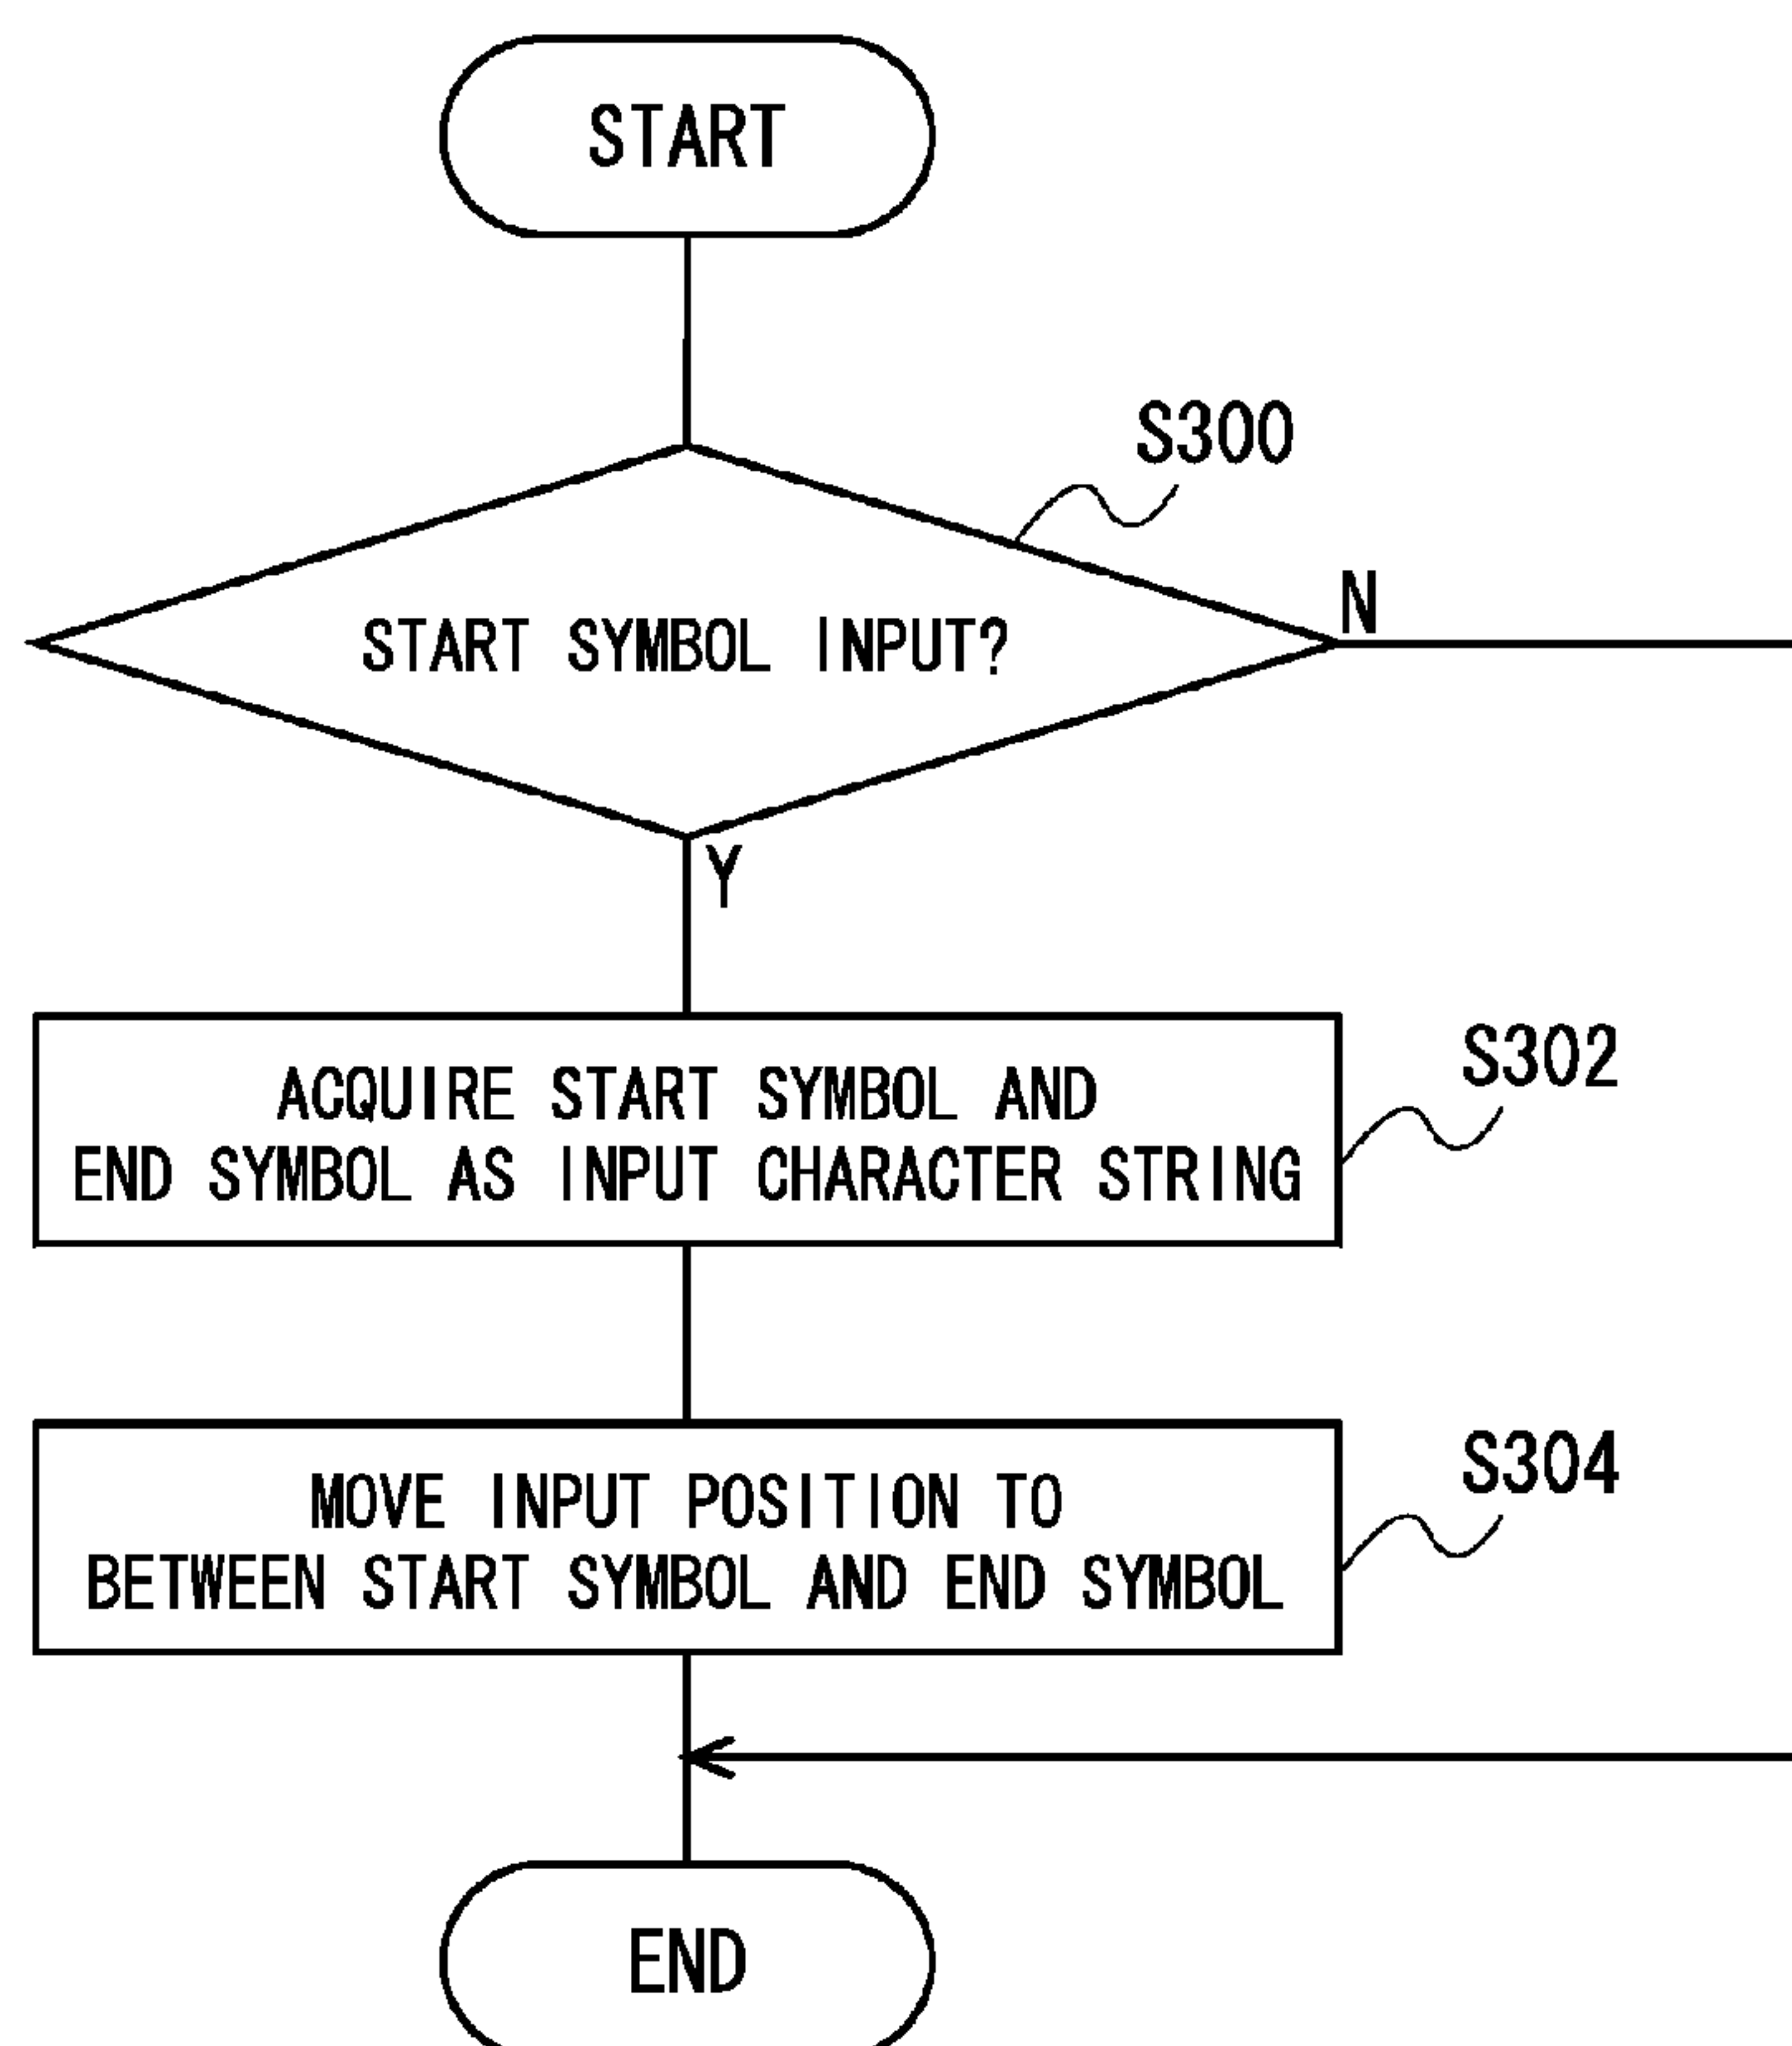 START
S300
START SYMBOL INPUT?
N
Y
S302
ACQUIRE START SYMBOL AND
END SYMBOL AS INPUT CHARACTER STRING
S304
MOVE INPUT POSITION TO
BETWEEN START SYMBOL AND END SYMBOL
END